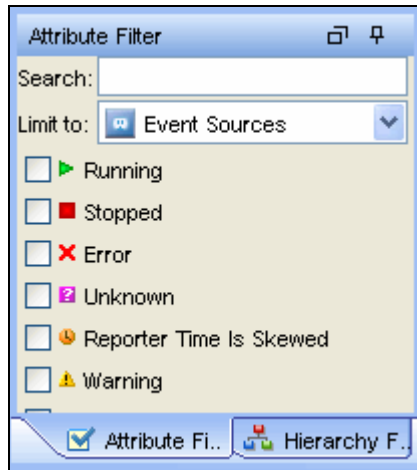 Attribute Filter
Search:
Limit to: Event Sources
Running
Stopped
Error
Unknown
Reporter Time Is Skewed
Warning
Attribute Fi.. Hierarchy F..